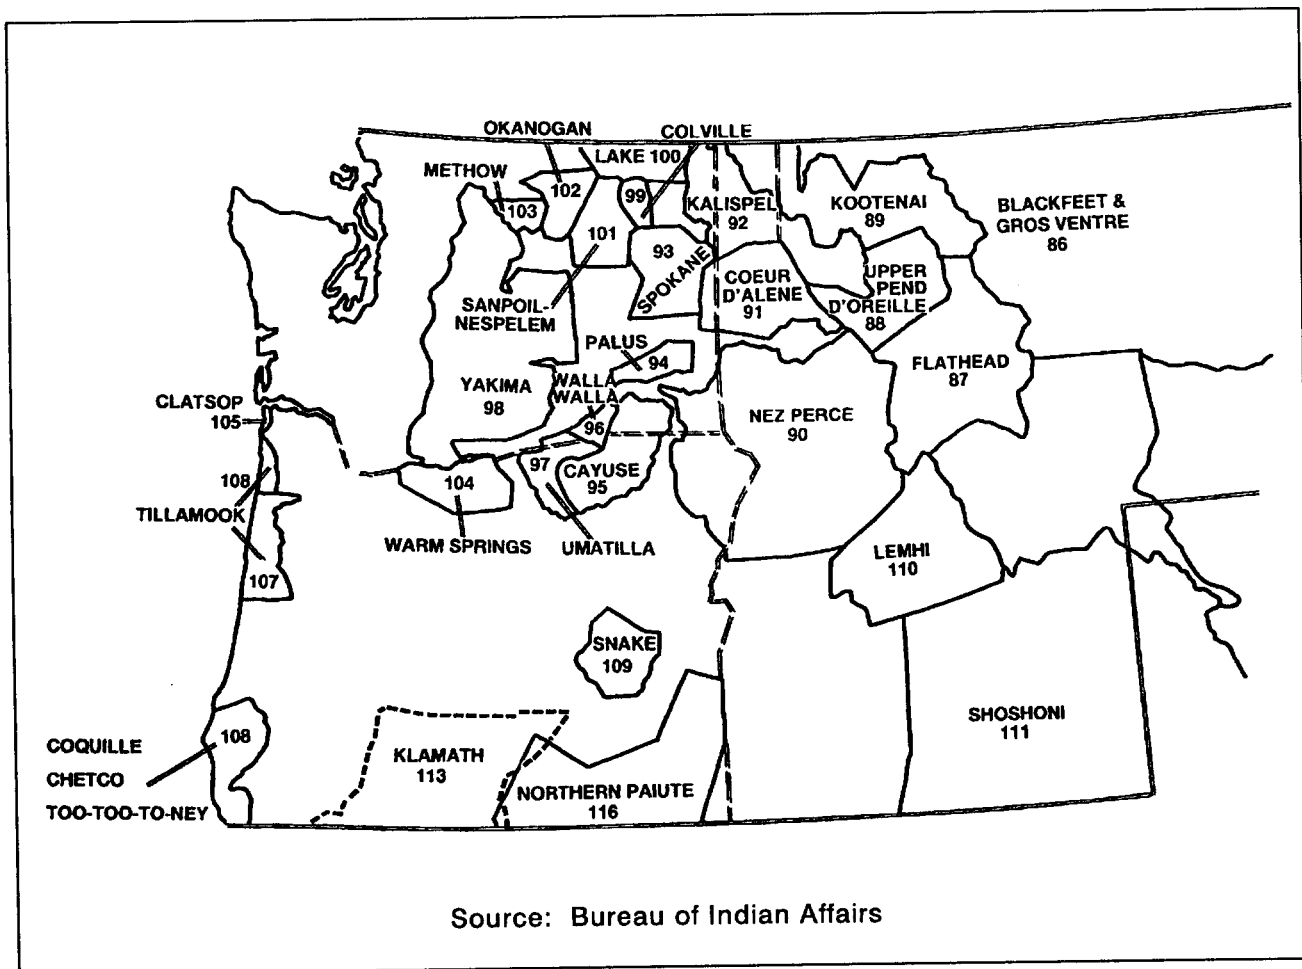 OKANOGAN
COLVILLE
LAKE 100
METHOW
102
99
103
KALISPEL
92
KOOTENAI
89
BLACKFEET &
GROS VENTRE
86
101
93
SPOKANE
COEUR
D'ALENE
91
UPPER
PEND
D'OREILLE
88
SANPOIL-
NESPELEM
PALUS
94
FLATHEAD
87
YAKIMA
98
WALLA
WALLA
96
CLATSOP
105
NEZ PERCE
90
108
97
CAYUSE
95
104
TILLAMOOK
WARM SPRINGS
UMATILLA
LEMHI
110
107
SNAKE
109
SHOSHONI
111
COQUILLE
CHETCO
TOO-TOO-TO-NEY
108
KLAMATH
113
NORTHERN PAIUTE
116
Source: Bureau of Indian Affairs